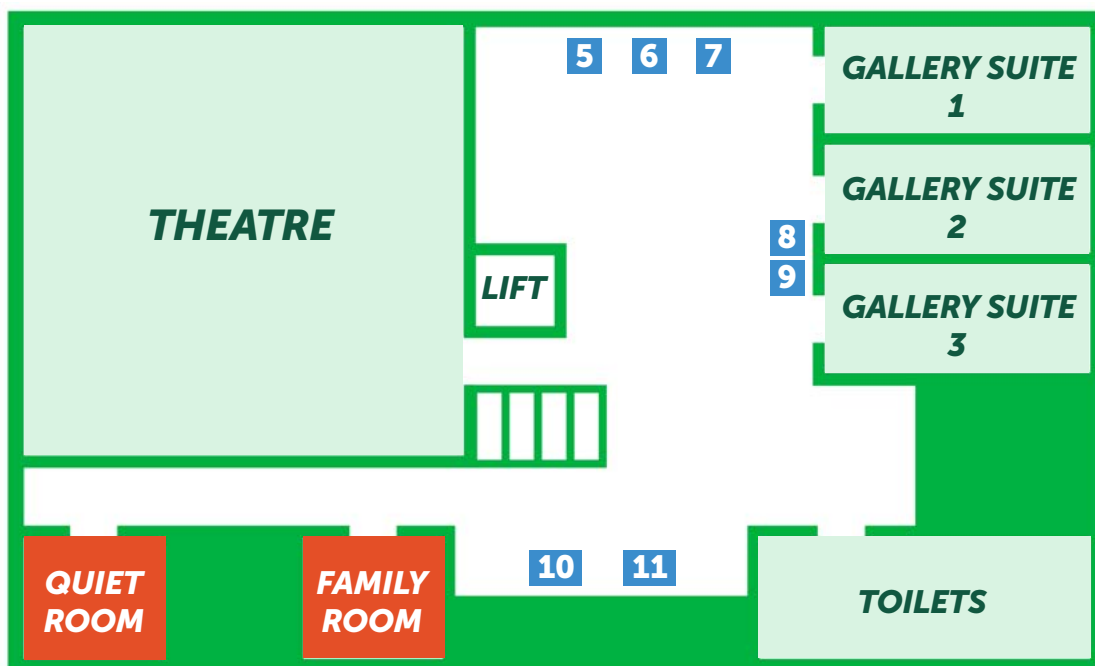 5 6 7
GALLERY SUITE
1
THEATRE
GALLERY SUITE
2
8
9
LIFT
GALLERY SUITE
3
10 11
QUIET
ROOM
FAMILY
ROOM
TOILETS